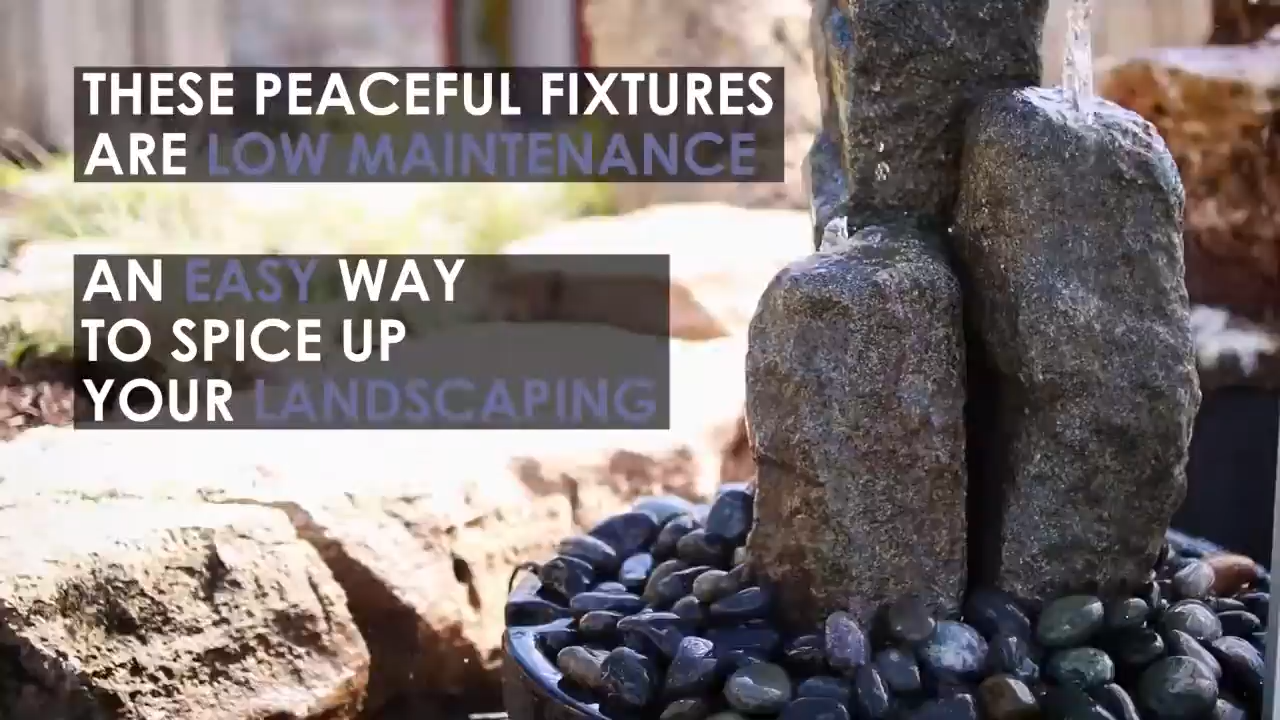 THESE PEACEFUL FIXTURES
ARE LOW MAINTENANCE
AN EASY WAY
TO SPICE UP
YOUR LANDSCAPING